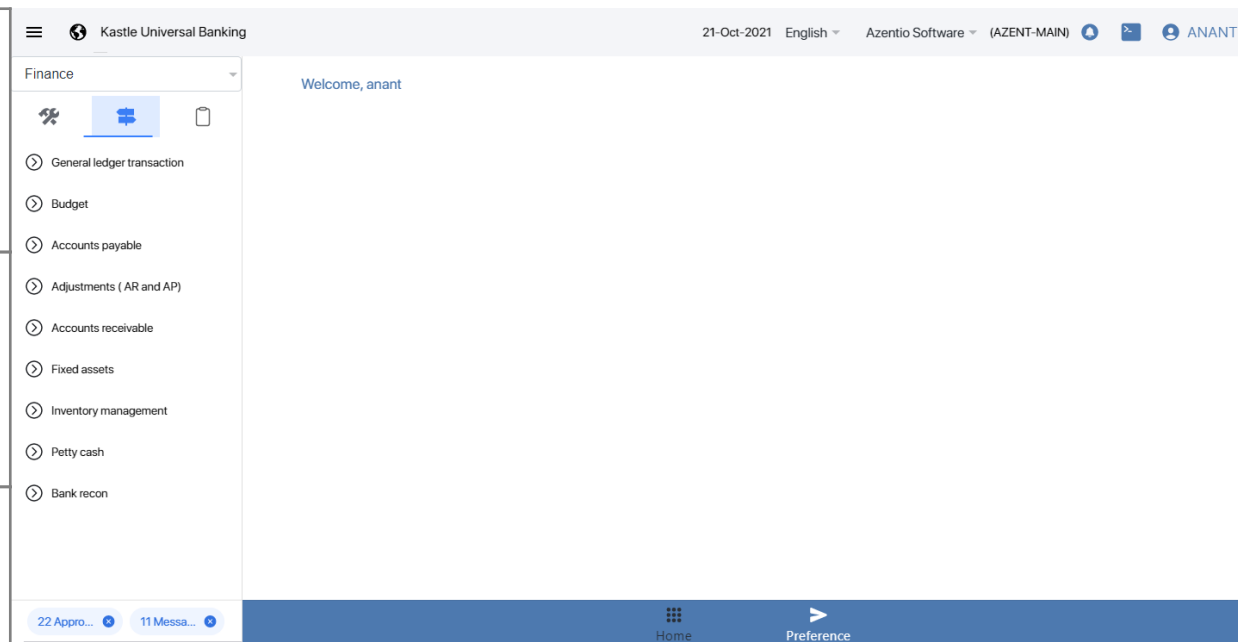 Kastle Universal Banking 21-Oct-2021 English Azentio Software (AZENT-MAIN) ANANT
Finance
Welcome, anant
General ledger transaction
Budget
Accounts payable
Adjustments ( AR and AP)
Accounts receivable
Fixed assets
Inventory management
Petty cash
Bank recon
22 Appro... 11 Messa...
Home Preference